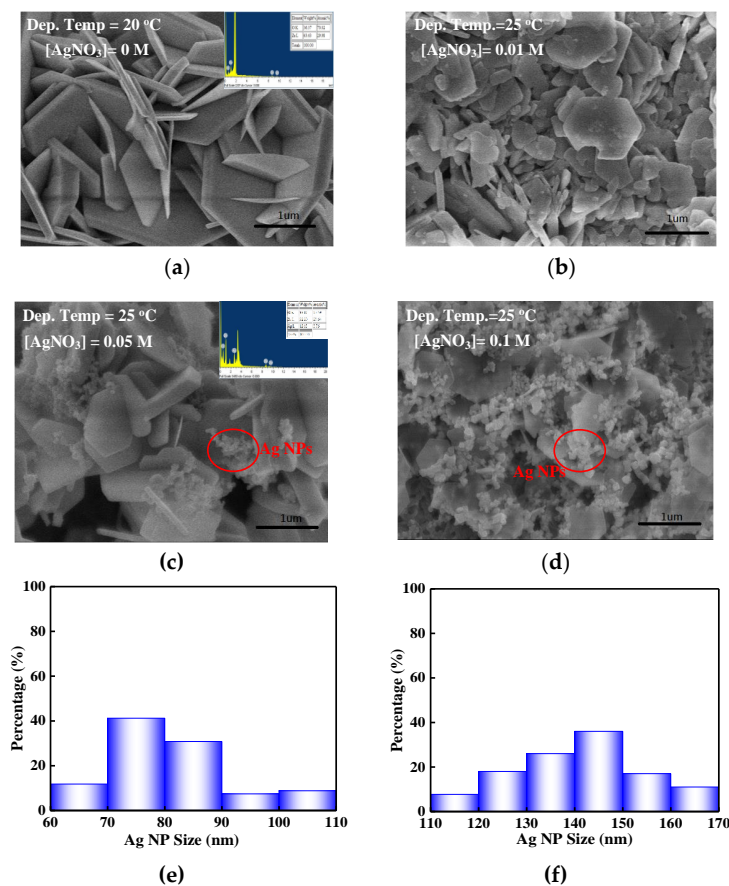 Dep. Temp = 20 °C
[AgNO₃]= 0 M
1um
(a)
Dep. Temp.=25 °C
[AgNO₃]= 0.01 M
1um
(b)
Dep. Temp = 25 °C
[AgNO₃] = 0.05 M
Ag NPs
1um
(c)
Dep. Temp.=25 °C
[AgNO₃] = 0.1 M
Ag NPs
1um
(d)
100
80
60
40
20
0
Percentage (%)
60 70 80 90 100 110
Ag NP Size (nm)
(e)
100
80
60
40
20
0
Percentage (%)
110 120 130 140 150 160 170
Ag NP Size (nm)
(f)